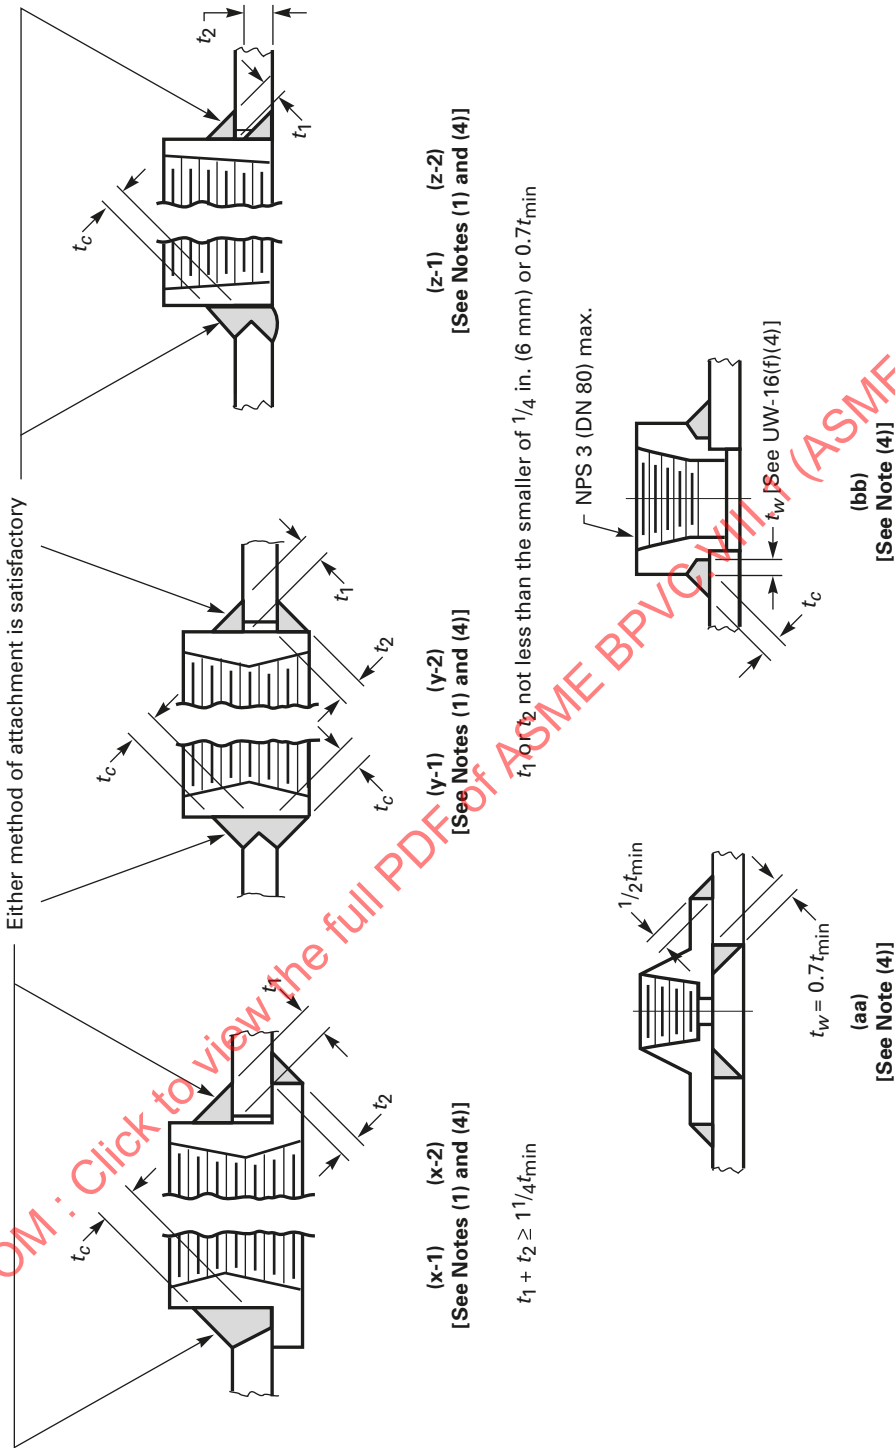 Either method of attachment is satisfactory
tc
t1
t2
(x-1) (x-2)
[See Notes (1) and (4)]
tc
tc
t1
t2
(y-1) (y-2)
[See Notes (1) and (4)]
tc
t1
t2
(z-1) (z-2)
[See Notes (1) and (4)]
t1 + t2 ≥ 1 1/4tmin
t1 or t2 not less than the smaller of 1/4 in. (6 mm) or 0.7tmin
1/2tmin
tw = 0.7tmin
(aa)
[See Note (4)]
NPS 3 (DN 80) max.
tw [See UW-16(f)(4)]
tc
(bb)
[See Note (4)]
OM : Click to view the full PDF of ASME BPVC.VIII.1 (ASME